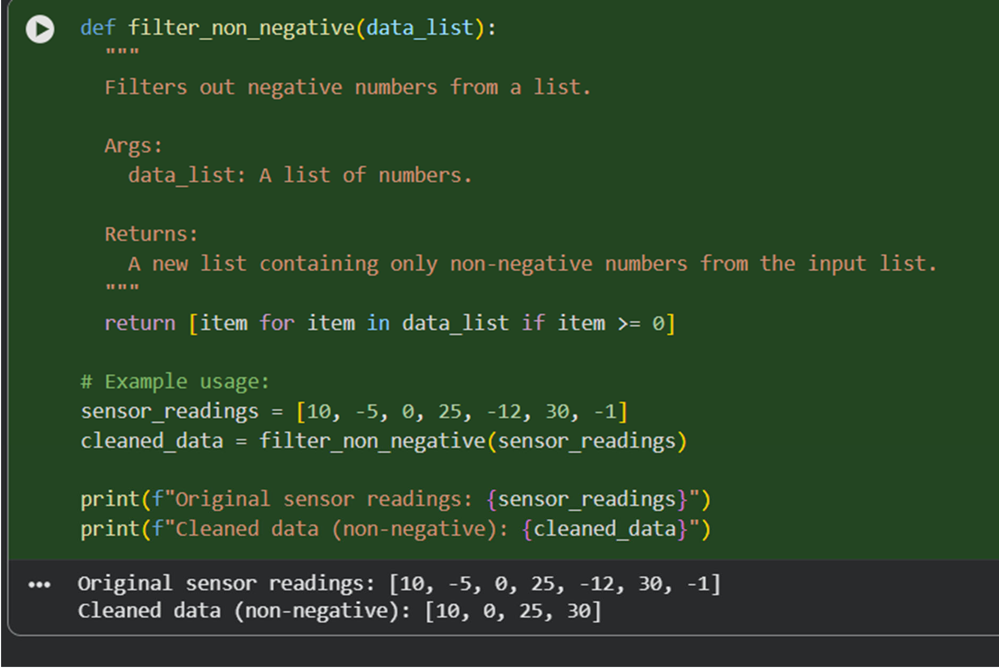 def filter_non_negative(data_list):
  """
  Filters out negative numbers from a list.

  Args:
    data_list: A list of numbers.

  Returns:
    A new list containing only non-negative numbers from the input list.
  """
  return [item for item in data_list if item >= 0]

# Example usage:
sensor_readings = [10, -5, 0, 25, -12, 30, -1]
cleaned_data = filter_non_negative(sensor_readings)

print(f"Original sensor readings: {sensor_readings}")
print(f"Cleaned data (non-negative): {cleaned_data}")
Original sensor readings: [10, -5, 0, 25, -12, 30, -1]
Cleaned data (non-negative): [10, 0, 25, 30]